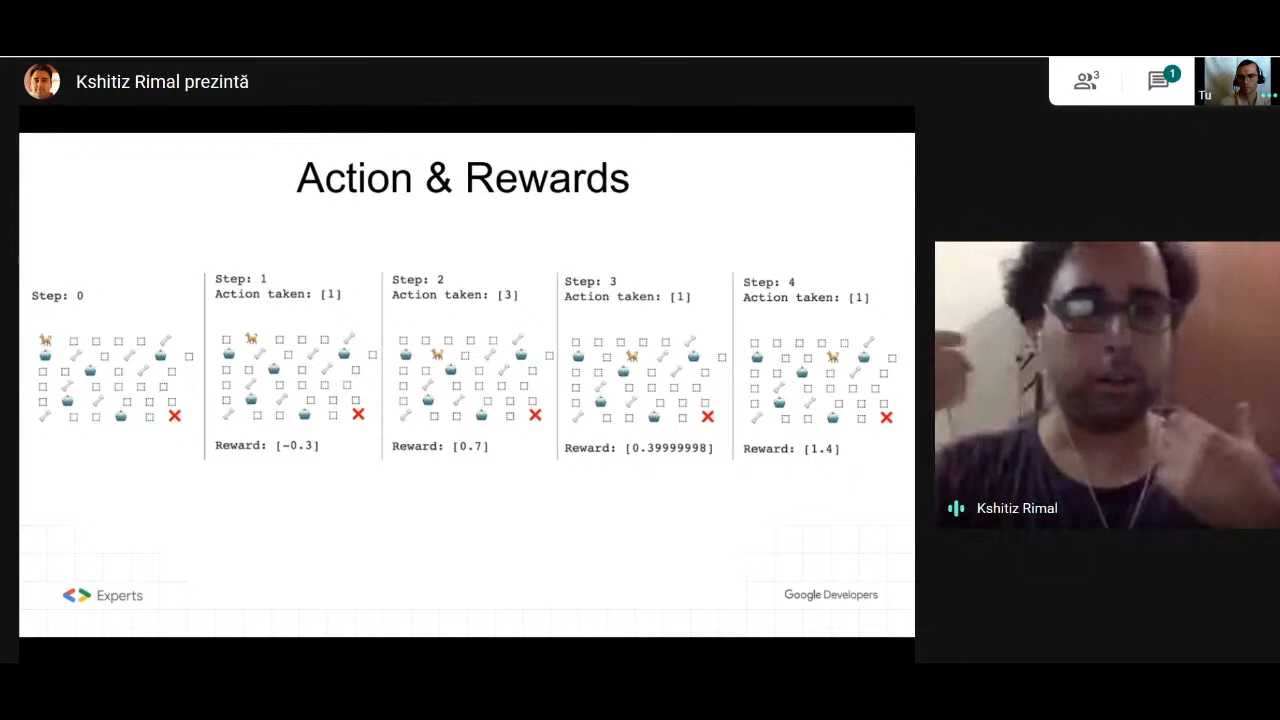 Kshitiz Rimal prezintă
3
1
Tu
Action & Rewards
Step: 0
Step: 1
Action taken: [1]
Reward: [-0.3]
Step: 2
Action taken: [3]
Reward: [0.7]
Step: 3
Action taken: [1]
Reward: [0.39999998]
Step: 4
Action taken: [1]
Reward: [1.4]
Experts
Google Developers
Kshitiz Rimal